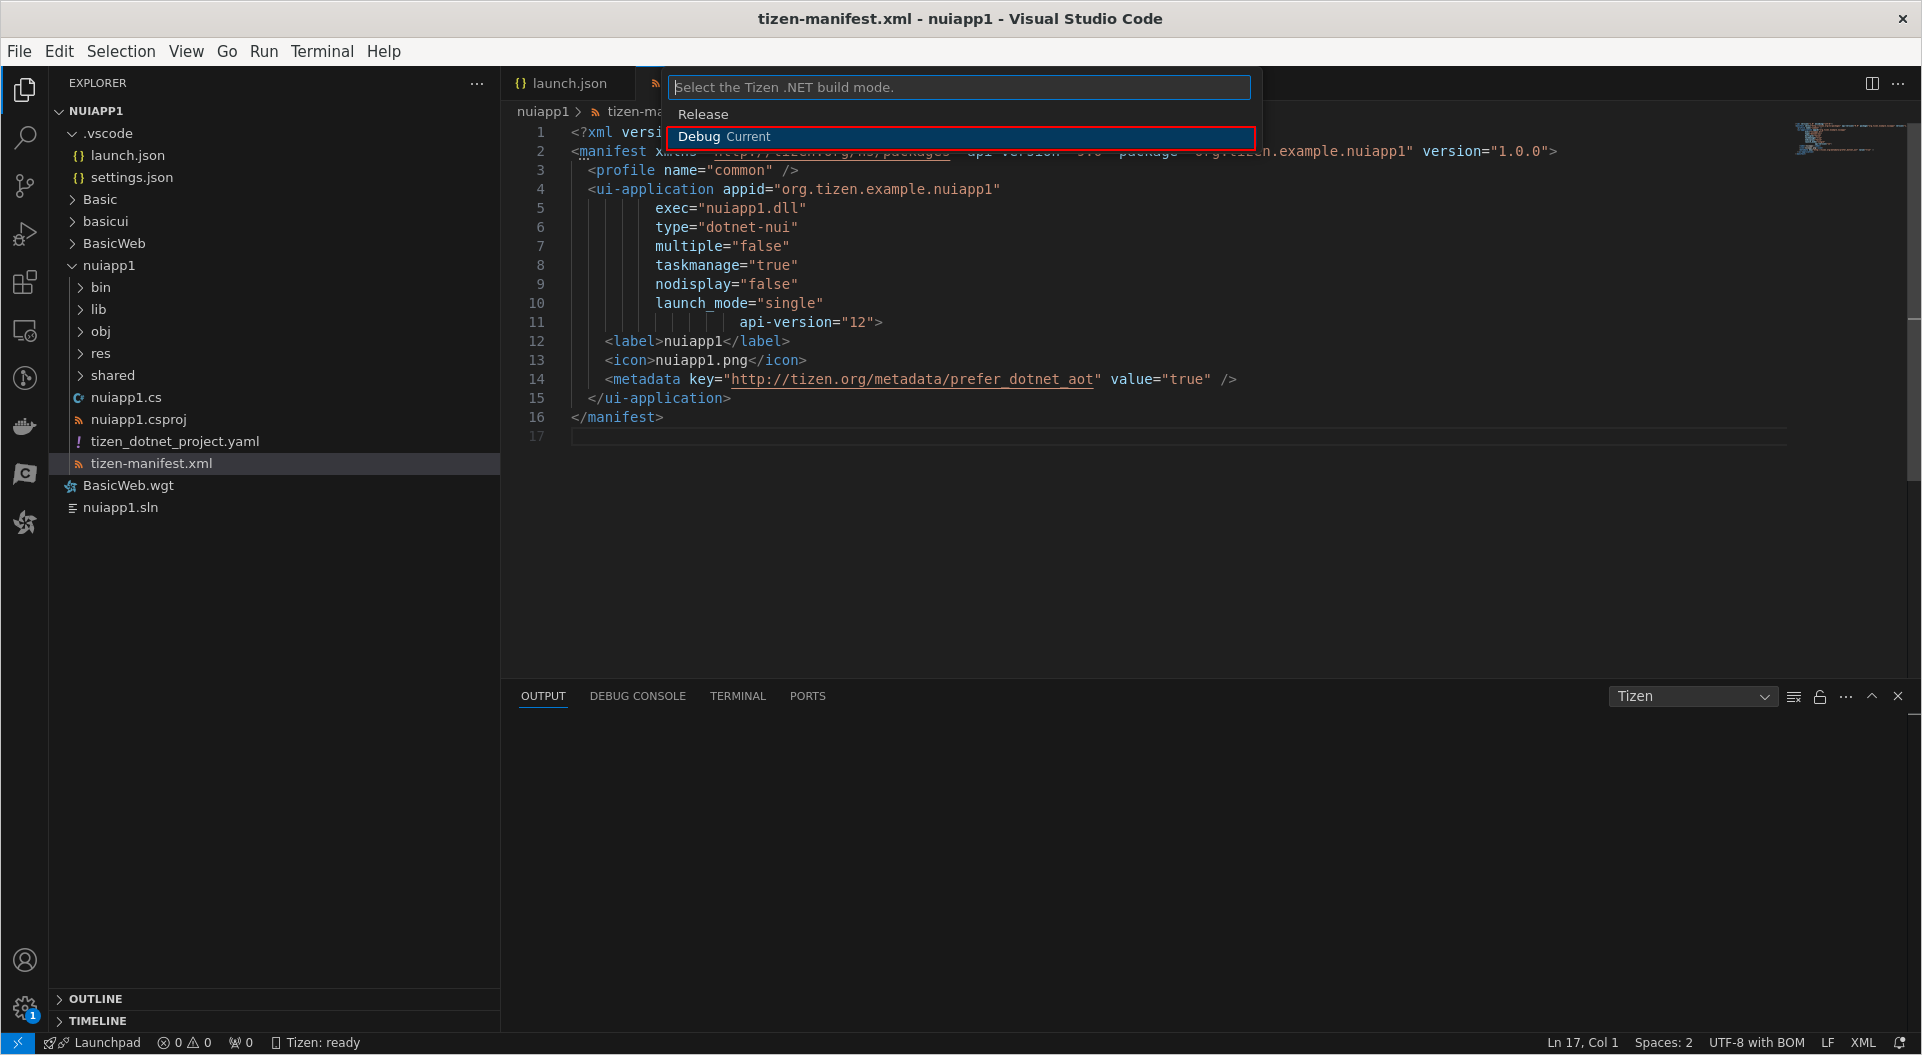 tizen-manifest.xml - nuiapp1 - Visual Studio Code
File Edit Selection View Go Run Terminal Help
EXPLORER
NUIAPP1
.vscode
launch.json
settings.json
Basic
basicui
BasicWeb
nuiapp1
bin
lib
obj
res
shared
nuiapp1.cs
nuiapp1.csproj
tizen_dotnet_project.yaml
tizen-manifest.xml
BasicWeb.wgt
nuiapp1.sln
OUTLINE
TIMELINE
launch.json
Select the Tizen .NET build mode.
Release
Debug Current
nuiapp1 > tizen-ma
1 <?xml versi
2 <manifest org.tizen.example.nuiapp1" version="1.0.0">
3 <profile name="common" />
4 <ui-application appid="org.tizen.example.nuiapp1"
5 exec="nuiapp1.dll"
6 type="dotnet-nui"
7 multiple="false"
8 taskmanage="true"
9 nodisplay="false"
10 launch_mode="single"
11 api-version="12">
12 <label>nuiapp1</label>
13 <icon>nuiapp1.png</icon>
14 <metadata key="http://tizen.org/metadata/prefer_dotnet_aot" value="true" />
15 </ui-application>
16 </manifest>
17
OUTPUT DEBUG CONSOLE TERMINAL PORTS
Tizen
1
Launchpad 0 0 0 Tizen: ready
Ln 17, Col 1 Spaces: 2 UTF-8 with BOM LF XML